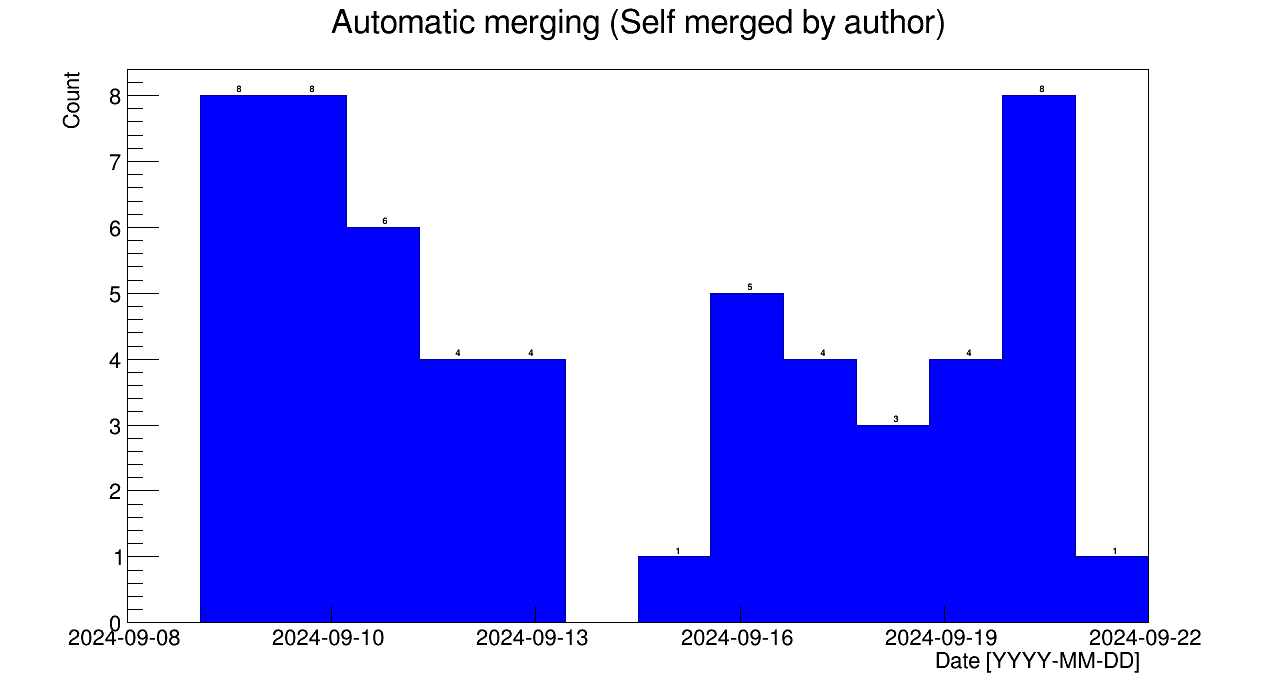 Automatic merging (Self merged by author)
Count
8
7
6
5
4
3
2
1
0
8 8 6 4 4 1 5 4 3 4 8 1
2024-09-08 2024-09-10 2024-09-13 2024-09-16 2024-09-19 2024-09-22
Date [YYYY-MM-DD]